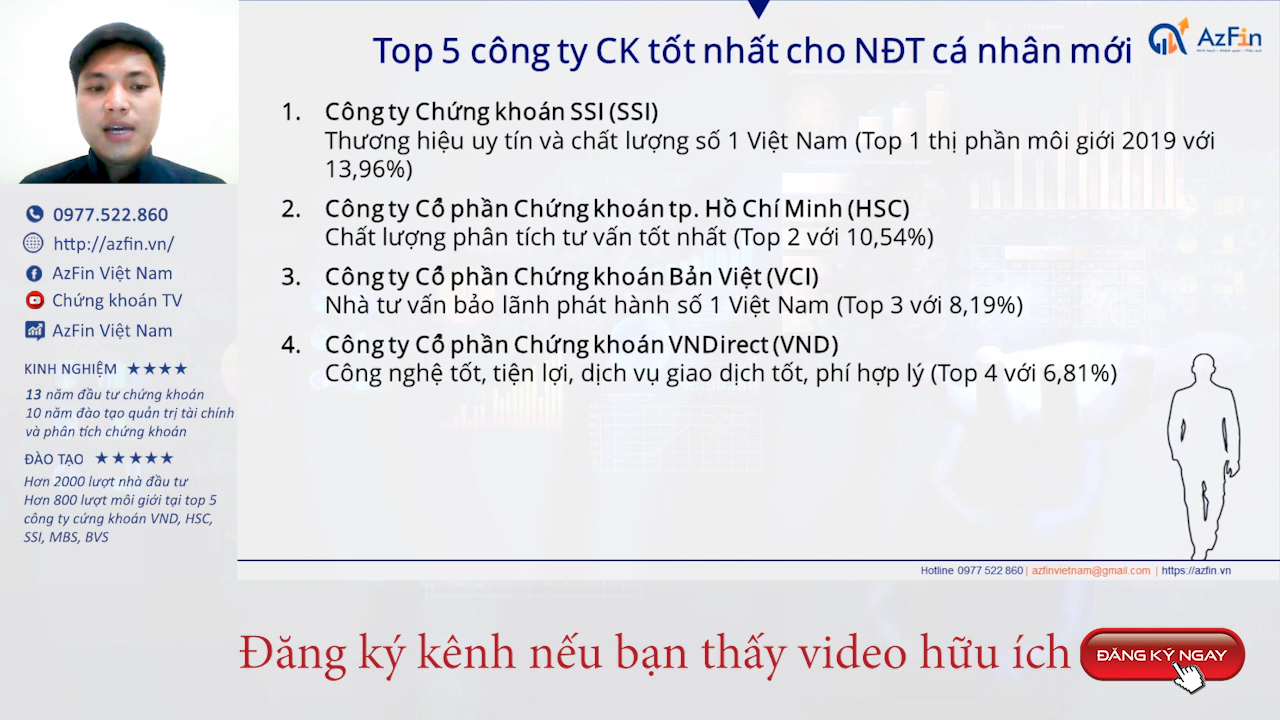 AzFin
Top 5 công ty CK tốt nhất cho NĐT cá nhân mới
1. Công ty Chứng khoán SSI (SSI)
Thương hiệu uy tín và chất lượng số 1 Việt Nam (Top 1 thị phần môi giới 2019 với
13,96%)
2. Công ty Cổ phần Chứng khoán tp. Hồ Chí Minh (HSC)
Chất lượng phân tích tư vấn tốt nhất (Top 2 với 10,54%)
3. Công ty Cổ phần Chứng khoán Bản Việt (VCI)
Nhà tư vấn bảo lãnh phát hành số 1 Việt Nam (Top 3 với 8,19%)
4. Công ty Cổ phần Chứng khoán VNDirect (VND)
Công nghệ tốt, tiện lợi, dịch vụ giao dịch tốt, phí hợp lý (Top 4 với 6,81%)
0977.522.860
http://azfin.vn/
AzFin Việt Nam
Chứng khoán TV
AzFin Việt Nam
KINH NGHIỆM ★★★★
13 năm đầu tư chứng khoán
10 năm đào tạo quản trị tài chính
và phân tích chứng khoán
ĐÀO TẠO ★★★★★
Hơn 2000 lượt nhà đầu tư
Hơn 800 lượt môi giới tại top 5
công ty cứng khoán VND, HSC,
SSI, MBS, BVS
Hotline 0977 522 860 | azfinvietnam@gmail.com | https://azfin.vn
Đăng ký kênh nếu bạn thấy video hữu ích
ĐĂNG KÝ NGAY